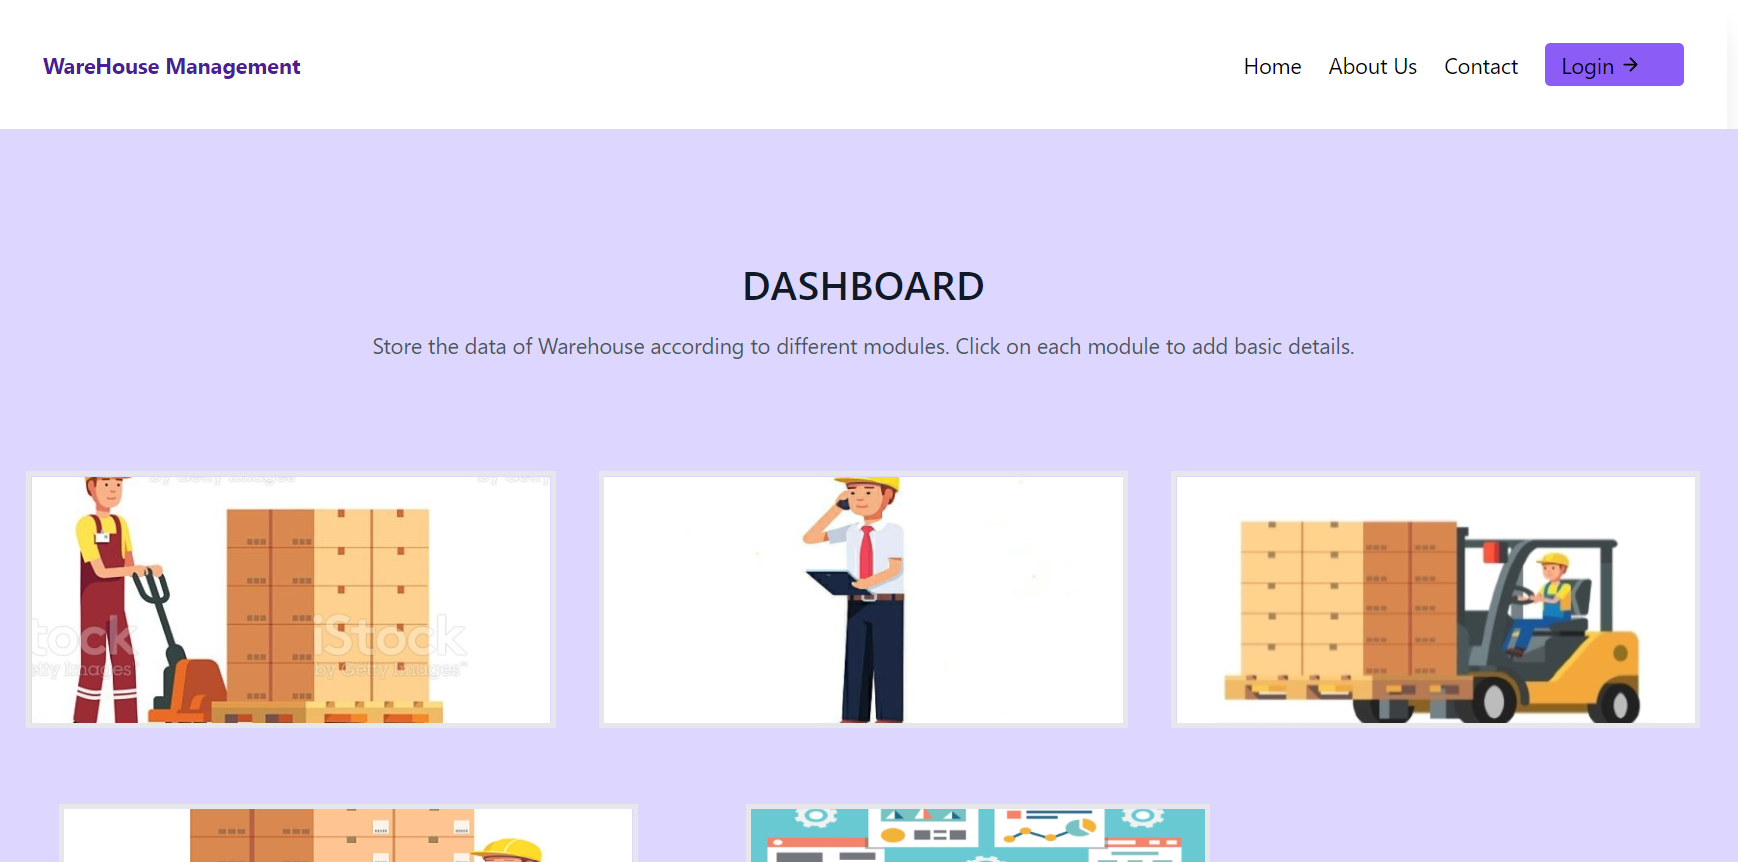 WareHouse Management
Home About Us Contact Login →
DASHBOARD
Store the data of Warehouse according to different modules. Click on each module to add basic details.
by Getty Images
by Getty
tock
iStock
etty Images
by Getty Images